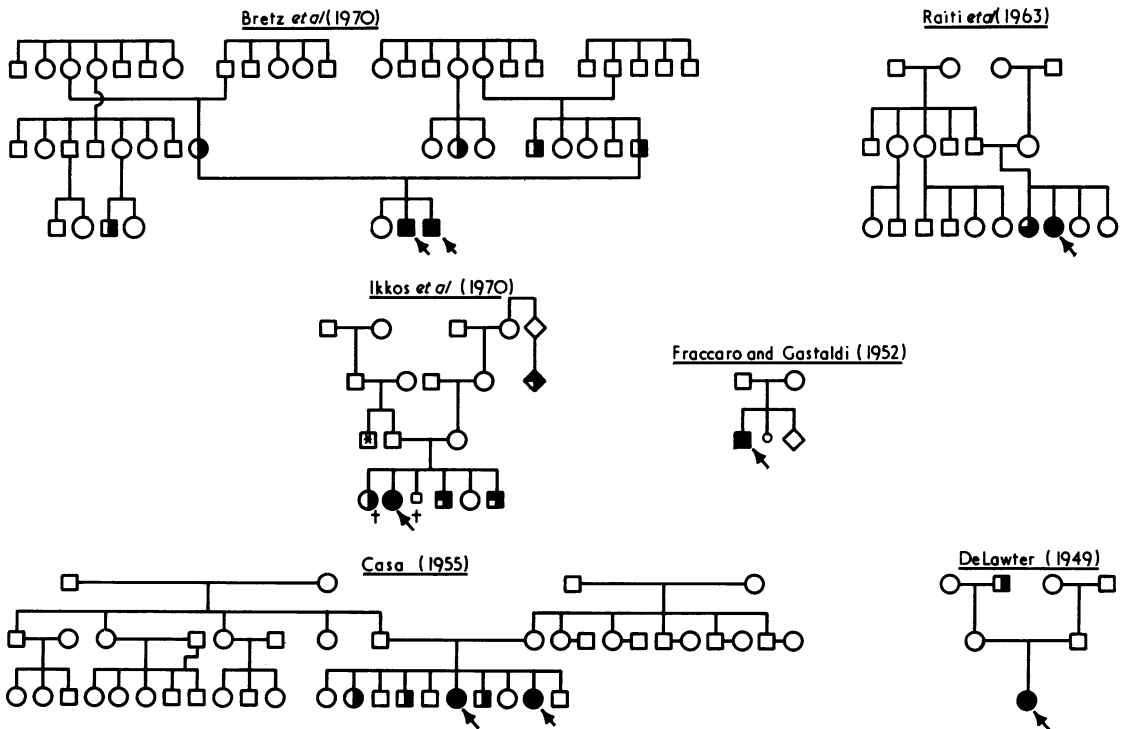 Bretz et al (1970)
Raiti et al (1963)
Ikkos et al (1970)
Fraccaro and Gastaldi (1952)
*
† †
Casa (1955)
DeLawter (1949)